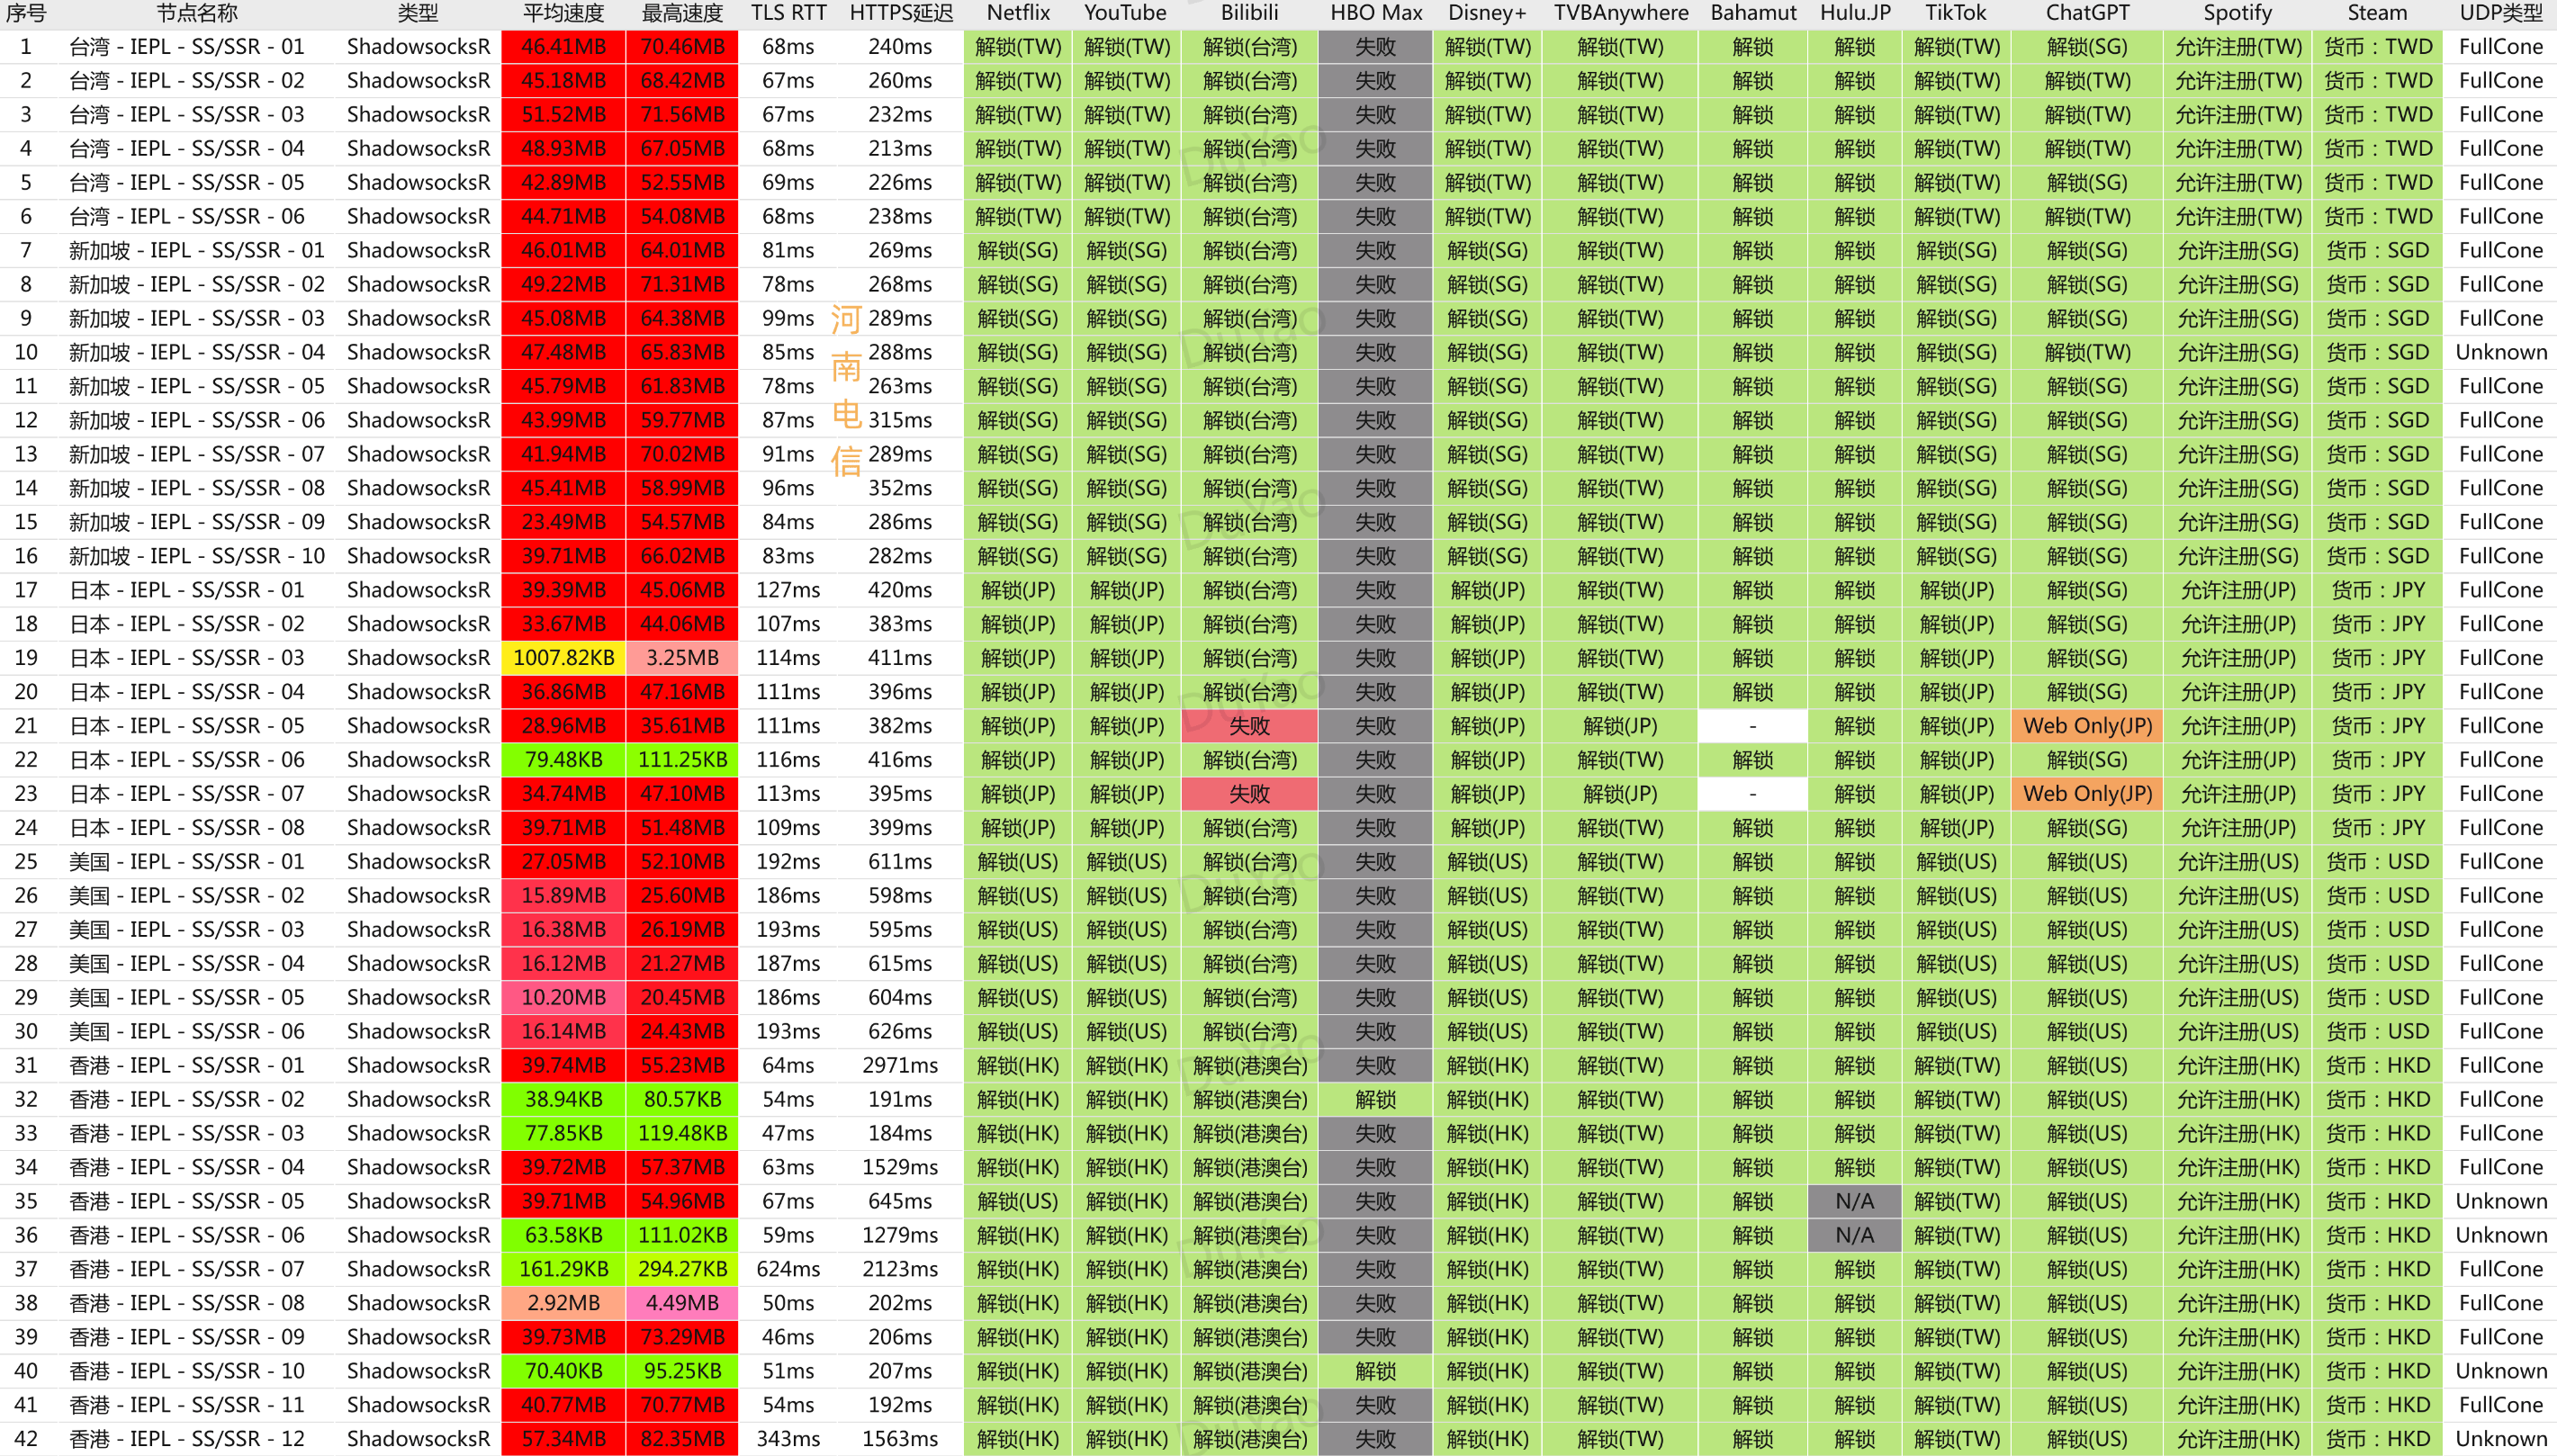 序号 节点名称 类型 平均速度 最高速度 TLS RTT HTTPS延迟 Netflix YouTube Bilibili HBO Max Disney+ TVBAnywhere Bahamut Hulu.JP TikTok ChatGPT Spotify Steam UDP类型
1 台湾 - IEPL - SS/SSR - 01 ShadowsocksR 46.41MB 70.46MB 68ms 240ms 解锁(TW) 解锁(TW) 解锁(台湾) 失败 解锁(TW) 解锁(TW) 解锁 解锁 解锁(TW) 解锁(SG) 允许注册(TW) 货币：TWD FullCone
2 台湾 - IEPL - SS/SSR - 02 ShadowsocksR 45.18MB 68.42MB 67ms 260ms 解锁(TW) 解锁(TW) 解锁(台湾) 失败 解锁(TW) 解锁(TW) 解锁 解锁 解锁(TW) 解锁(TW) 允许注册(TW) 货币：TWD FullCone
3 台湾 - IEPL - SS/SSR - 03 ShadowsocksR 51.52MB 71.56MB 67ms 232ms 解锁(TW) 解锁(TW) 解锁(台湾) 失败 解锁(TW) 解锁(TW) 解锁 解锁 解锁(TW) 解锁(TW) 允许注册(TW) 货币：TWD FullCone
4 台湾 - IEPL - SS/SSR - 04 ShadowsocksR 48.93MB 67.05MB 68ms 213ms 解锁(TW) 解锁(TW) 解锁(台湾) 失败 解锁(TW) 解锁(TW) 解锁 解锁 解锁(TW) 解锁(TW) 允许注册(TW) 货币：TWD FullCone
5 台湾 - IEPL - SS/SSR - 05 ShadowsocksR 42.89MB 52.55MB 69ms 226ms 解锁(TW) 解锁(TW) 解锁(台湾) 失败 解锁(TW) 解锁(TW) 解锁 解锁 解锁(TW) 解锁(SG) 允许注册(TW) 货币：TWD FullCone
6 台湾 - IEPL - SS/SSR - 06 ShadowsocksR 44.71MB 54.08MB 68ms 238ms 解锁(TW) 解锁(TW) 解锁(台湾) 失败 解锁(TW) 解锁(TW) 解锁 解锁 解锁(TW) 解锁(TW) 允许注册(TW) 货币：TWD FullCone
7 新加坡 - IEPL - SS/SSR - 01 ShadowsocksR 46.01MB 64.01MB 81ms 269ms 解锁(SG) 解锁(SG) 解锁(台湾) 失败 解锁(SG) 解锁(TW) 解锁 解锁 解锁(SG) 解锁(SG) 允许注册(SG) 货币：SGD FullCone
8 新加坡 - IEPL - SS/SSR - 02 ShadowsocksR 49.22MB 71.31MB 78ms 268ms 解锁(SG) 解锁(SG) 解锁(台湾) 失败 解锁(SG) 解锁(TW) 解锁 解锁 解锁(SG) 解锁(SG) 允许注册(SG) 货币：SGD FullCone
9 新加坡 - IEPL - SS/SSR - 03 ShadowsocksR 45.08MB 64.38MB 99ms 289ms 解锁(SG) 解锁(SG) 解锁(台湾) 失败 解锁(SG) 解锁(TW) 解锁 解锁 解锁(SG) 解锁(SG) 允许注册(SG) 货币：SGD FullCone
10 新加坡 - IEPL - SS/SSR - 04 ShadowsocksR 47.48MB 65.83MB 85ms 288ms 解锁(SG) 解锁(SG) 解锁(台湾) 失败 解锁(SG) 解锁(TW) 解锁 解锁 解锁(SG) 解锁(TW) 允许注册(SG) 货币：SGD Unknown
11 新加坡 - IEPL - SS/SSR - 05 ShadowsocksR 45.79MB 61.83MB 78ms 263ms 解锁(SG) 解锁(SG) 解锁(台湾) 失败 解锁(SG) 解锁(TW) 解锁 解锁 解锁(SG) 解锁(SG) 允许注册(SG) 货币：SGD FullCone
12 新加坡 - IEPL - SS/SSR - 06 ShadowsocksR 43.99MB 59.77MB 87ms 315ms 解锁(SG) 解锁(SG) 解锁(台湾) 失败 解锁(SG) 解锁(TW) 解锁 解锁 解锁(SG) 解锁(SG) 允许注册(SG) 货币：SGD FullCone
13 新加坡 - IEPL - SS/SSR - 07 ShadowsocksR 41.94MB 70.02MB 91ms 289ms 解锁(SG) 解锁(SG) 解锁(台湾) 失败 解锁(SG) 解锁(TW) 解锁 解锁 解锁(SG) 解锁(SG) 允许注册(SG) 货币：SGD FullCone
14 新加坡 - IEPL - SS/SSR - 08 ShadowsocksR 45.41MB 58.99MB 96ms 352ms 解锁(SG) 解锁(SG) 解锁(台湾) 失败 解锁(SG) 解锁(TW) 解锁 解锁 解锁(SG) 解锁(SG) 允许注册(SG) 货币：SGD FullCone
15 新加坡 - IEPL - SS/SSR - 09 ShadowsocksR 23.49MB 54.57MB 84ms 286ms 解锁(SG) 解锁(SG) 解锁(台湾) 失败 解锁(SG) 解锁(TW) 解锁 解锁 解锁(SG) 解锁(SG) 允许注册(SG) 货币：SGD FullCone
16 新加坡 - IEPL - SS/SSR - 10 ShadowsocksR 39.71MB 66.02MB 83ms 282ms 解锁(SG) 解锁(SG) 解锁(台湾) 失败 解锁(SG) 解锁(TW) 解锁 解锁 解锁(SG) 解锁(SG) 允许注册(SG) 货币：SGD FullCone
17 日本 - IEPL - SS/SSR - 01 ShadowsocksR 39.39MB 45.06MB 127ms 420ms 解锁(JP) 解锁(JP) 解锁(台湾) 失败 解锁(JP) 解锁(TW) 解锁 解锁 解锁(JP) 解锁(SG) 允许注册(JP) 货币：JPY FullCone
18 日本 - IEPL - SS/SSR - 02 ShadowsocksR 33.67MB 44.06MB 107ms 383ms 解锁(JP) 解锁(JP) 解锁(台湾) 失败 解锁(JP) 解锁(TW) 解锁 解锁 解锁(JP) 解锁(SG) 允许注册(JP) 货币：JPY FullCone
19 日本 - IEPL - SS/SSR - 03 ShadowsocksR 1007.82KB 3.25MB 114ms 411ms 解锁(JP) 解锁(JP) 解锁(台湾) 失败 解锁(JP) 解锁(TW) 解锁 解锁 解锁(JP) 解锁(SG) 允许注册(JP) 货币：JPY FullCone
20 日本 - IEPL - SS/SSR - 04 ShadowsocksR 36.86MB 47.16MB 111ms 396ms 解锁(JP) 解锁(JP) 解锁(台湾) 失败 解锁(JP) 解锁(TW) 解锁 解锁 解锁(JP) 解锁(SG) 允许注册(JP) 货币：JPY FullCone
21 日本 - IEPL - SS/SSR - 05 ShadowsocksR 28.96MB 35.61MB 111ms 382ms 解锁(JP) 解锁(JP) 失败 失败 解锁(JP) 解锁(JP) - 解锁 解锁(JP) Web Only(JP) 允许注册(JP) 货币：JPY FullCone
22 日本 - IEPL - SS/SSR - 06 ShadowsocksR 79.48KB 111.25KB 116ms 416ms 解锁(JP) 解锁(JP) 解锁(台湾) 失败 解锁(JP) 解锁(TW) 解锁 解锁 解锁(JP) 解锁(SG) 允许注册(JP) 货币：JPY FullCone
23 日本 - IEPL - SS/SSR - 07 ShadowsocksR 34.74MB 47.10MB 113ms 395ms 解锁(JP) 解锁(JP) 失败 失败 解锁(JP) 解锁(JP) - 解锁 解锁(JP) Web Only(JP) 允许注册(JP) 货币：JPY FullCone
24 日本 - IEPL - SS/SSR - 08 ShadowsocksR 39.71MB 51.48MB 109ms 399ms 解锁(JP) 解锁(JP) 解锁(台湾) 失败 解锁(JP) 解锁(TW) 解锁 解锁 解锁(JP) 解锁(SG) 允许注册(JP) 货币：JPY FullCone
25 美国 - IEPL - SS/SSR - 01 ShadowsocksR 27.05MB 52.10MB 192ms 611ms 解锁(US) 解锁(US) 解锁(台湾) 失败 解锁(US) 解锁(TW) 解锁 解锁 解锁(US) 解锁(US) 允许注册(US) 货币：USD FullCone
26 美国 - IEPL - SS/SSR - 02 ShadowsocksR 15.89MB 25.60MB 186ms 598ms 解锁(US) 解锁(US) 解锁(台湾) 失败 解锁(US) 解锁(TW) 解锁 解锁 解锁(US) 解锁(US) 允许注册(US) 货币：USD FullCone
27 美国 - IEPL - SS/SSR - 03 ShadowsocksR 16.38MB 26.19MB 193ms 595ms 解锁(US) 解锁(US) 解锁(台湾) 失败 解锁(US) 解锁(TW) 解锁 解锁 解锁(US) 解锁(US) 允许注册(US) 货币：USD FullCone
28 美国 - IEPL - SS/SSR - 04 ShadowsocksR 16.12MB 21.27MB 187ms 615ms 解锁(US) 解锁(US) 解锁(台湾) 失败 解锁(US) 解锁(TW) 解锁 解锁 解锁(US) 解锁(US) 允许注册(US) 货币：USD FullCone
29 美国 - IEPL - SS/SSR - 05 ShadowsocksR 10.20MB 20.45MB 186ms 604ms 解锁(US) 解锁(US) 解锁(台湾) 失败 解锁(US) 解锁(TW) 解锁 解锁 解锁(US) 解锁(US) 允许注册(US) 货币：USD FullCone
30 美国 - IEPL - SS/SSR - 06 ShadowsocksR 16.14MB 24.43MB 193ms 626ms 解锁(US) 解锁(US) 解锁(台湾) 失败 解锁(US) 解锁(TW) 解锁 解锁 解锁(US) 解锁(US) 允许注册(US) 货币：USD FullCone
31 香港 - IEPL - SS/SSR - 01 ShadowsocksR 39.74MB 55.23MB 64ms 2971ms 解锁(HK) 解锁(HK) 解锁(港澳台) 失败 解锁(HK) 解锁(TW) 解锁 解锁 解锁(TW) 解锁(US) 允许注册(HK) 货币：HKD FullCone
32 香港 - IEPL - SS/SSR - 02 ShadowsocksR 38.94KB 80.57KB 54ms 191ms 解锁(HK) 解锁(HK) 解锁(港澳台) 解锁 解锁(HK) 解锁(TW) 解锁 解锁 解锁(TW) 解锁(US) 允许注册(HK) 货币：HKD FullCone
33 香港 - IEPL - SS/SSR - 03 ShadowsocksR 77.85KB 119.48KB 47ms 184ms 解锁(HK) 解锁(HK) 解锁(港澳台) 失败 解锁(HK) 解锁(TW) 解锁 解锁 解锁(TW) 解锁(US) 允许注册(HK) 货币：HKD FullCone
34 香港 - IEPL - SS/SSR - 04 ShadowsocksR 39.72MB 57.37MB 63ms 1529ms 解锁(HK) 解锁(HK) 解锁(港澳台) 失败 解锁(HK) 解锁(TW) 解锁 解锁 解锁(TW) 解锁(US) 允许注册(HK) 货币：HKD FullCone
35 香港 - IEPL - SS/SSR - 05 ShadowsocksR 39.71MB 54.96MB 67ms 645ms 解锁(US) 解锁(HK) 解锁(港澳台) 失败 解锁(HK) 解锁(TW) 解锁 N/A 解锁(TW) 解锁(US) 允许注册(HK) 货币：HKD Unknown
36 香港 - IEPL - SS/SSR - 06 ShadowsocksR 63.58KB 111.02KB 59ms 1279ms 解锁(HK) 解锁(HK) 解锁(港澳台) 失败 解锁(HK) 解锁(TW) 解锁 N/A 解锁(TW) 解锁(US) 允许注册(HK) 货币：HKD Unknown
37 香港 - IEPL - SS/SSR - 07 ShadowsocksR 161.29KB 294.27KB 624ms 2123ms 解锁(HK) 解锁(HK) 解锁(港澳台) 失败 解锁(HK) 解锁(TW) 解锁 解锁 解锁(TW) 解锁(US) 允许注册(HK) 货币：HKD FullCone
38 香港 - IEPL - SS/SSR - 08 ShadowsocksR 2.92MB 4.49MB 50ms 202ms 解锁(HK) 解锁(HK) 解锁(港澳台) 失败 解锁(HK) 解锁(TW) 解锁 解锁 解锁(TW) 解锁(US) 允许注册(HK) 货币：HKD FullCone
39 香港 - IEPL - SS/SSR - 09 ShadowsocksR 39.73MB 73.29MB 46ms 206ms 解锁(HK) 解锁(HK) 解锁(港澳台) 失败 解锁(HK) 解锁(TW) 解锁 解锁 解锁(TW) 解锁(US) 允许注册(HK) 货币：HKD FullCone
40 香港 - IEPL - SS/SSR - 10 ShadowsocksR 70.40KB 95.25KB 51ms 207ms 解锁(HK) 解锁(HK) 解锁(港澳台) 解锁 解锁(HK) 解锁(TW) 解锁 解锁 解锁(TW) 解锁(US) 允许注册(HK) 货币：HKD Unknown
41 香港 - IEPL - SS/SSR - 11 ShadowsocksR 40.77MB 70.77MB 54ms 192ms 解锁(HK) 解锁(HK) 解锁(港澳台) 失败 解锁(HK) 解锁(TW) 解锁 解锁 解锁(TW) 解锁(US) 允许注册(HK) 货币：HKD FullCone
42 香港 - IEPL - SS/SSR - 12 ShadowsocksR 57.34MB 82.35MB 343ms 1563ms 解锁(HK) 解锁(HK) 解锁(港澳台) 失败 解锁(HK) 解锁(TW) 解锁 解锁 解锁(TW) 解锁(US) 允许注册(HK) 货币：HKD Unknown
河南电信
DuYao
DuYao
DuYao
DuYao
DuYao
DuYao
DuYao
DuYao